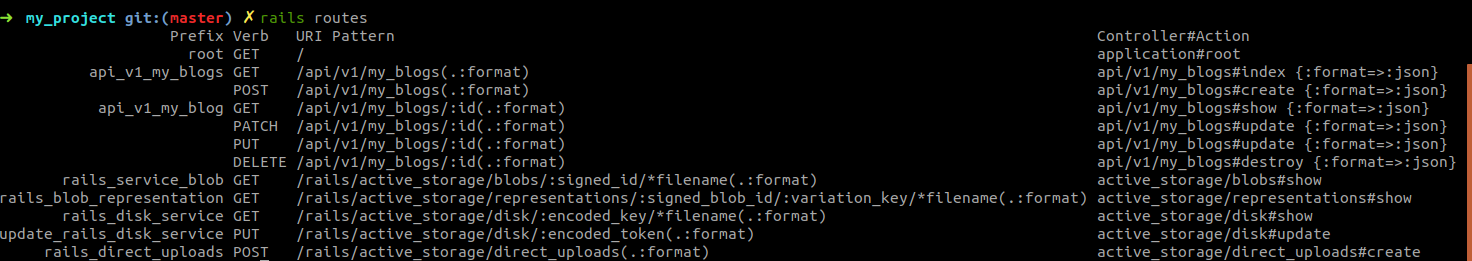 ➜  my_project git:(master) ✗ rails routes
                   Prefix Verb   URI Pattern                                                                              Controller#Action
                     root GET    /                                                                                        application#root
          api_v1_my_blogs GET    /api/v1/my_blogs(.:format)                                                               api/v1/my_blogs#index {:format=>:json}
                          POST   /api/v1/my_blogs(.:format)                                                               api/v1/my_blogs#create {:format=>:json}
           api_v1_my_blog GET    /api/v1/my_blogs/:id(.:format)                                                           api/v1/my_blogs#show {:format=>:json}
                          PATCH  /api/v1/my_blogs/:id(.:format)                                                           api/v1/my_blogs#update {:format=>:json}
                          PUT    /api/v1/my_blogs/:id(.:format)                                                           api/v1/my_blogs#update {:format=>:json}
                          DELETE /api/v1/my_blogs/:id(.:format)                                                           api/v1/my_blogs#destroy {:format=>:json}
       rails_service_blob GET    /rails/active_storage/blobs/:signed_id/*filename(.:format)                               active_storage/blobs#show
rails_blob_representation GET    /rails/active_storage/representations/:signed_blob_id/:variation_key/*filename(.:format) active_storage/representations#show
       rails_disk_service GET    /rails/active_storage/disk/:encoded_key/*filename(.:format)                              active_storage/disk#show
update_rails_disk_service PUT    /rails/active_storage/disk/:encoded_token(.:format)                                      active_storage/disk#update
     rails_direct_uploads POST   /rails/active_storage/direct_uploads(.:format)                                           active_storage/direct_uploads#create